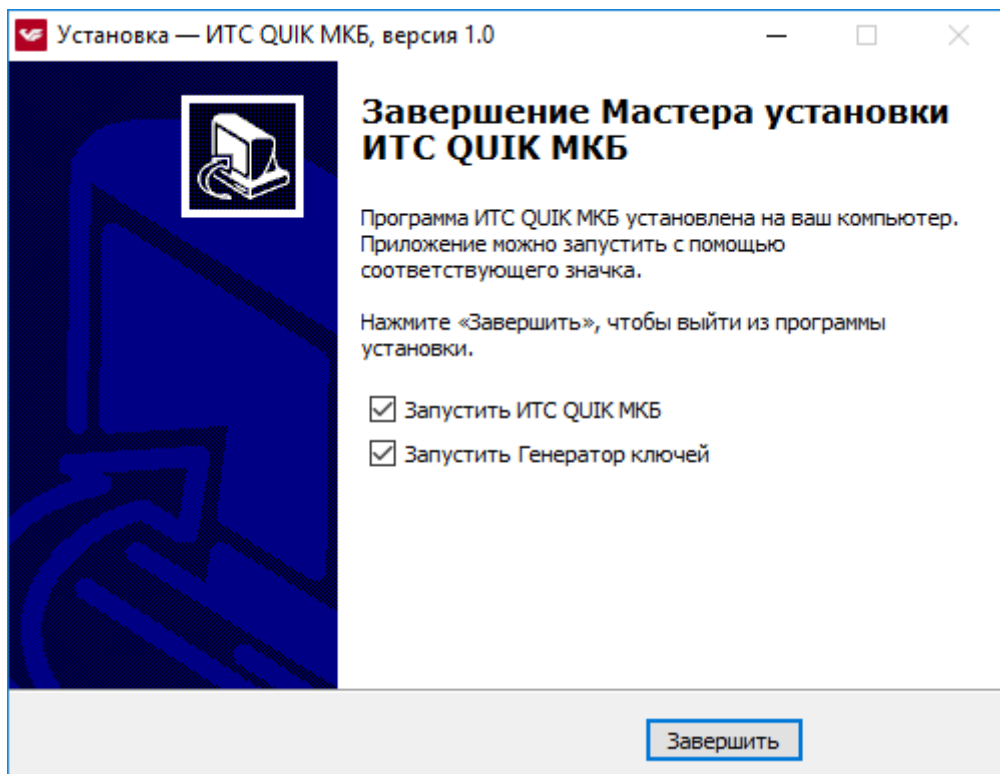 Установка — ИТС QUIK МКБ, версия 1.0
Завершение Мастера установки
ИТС QUIK МКБ
Программа ИТС QUIK МКБ установлена на ваш компьютер.
Приложение можно запустить с помощью
соответствующего значка.
Нажмите «Завершить», чтобы выйти из программы
установки.
Запустить ИТС QUIK МКБ
Запустить Генератор ключей
Завершить